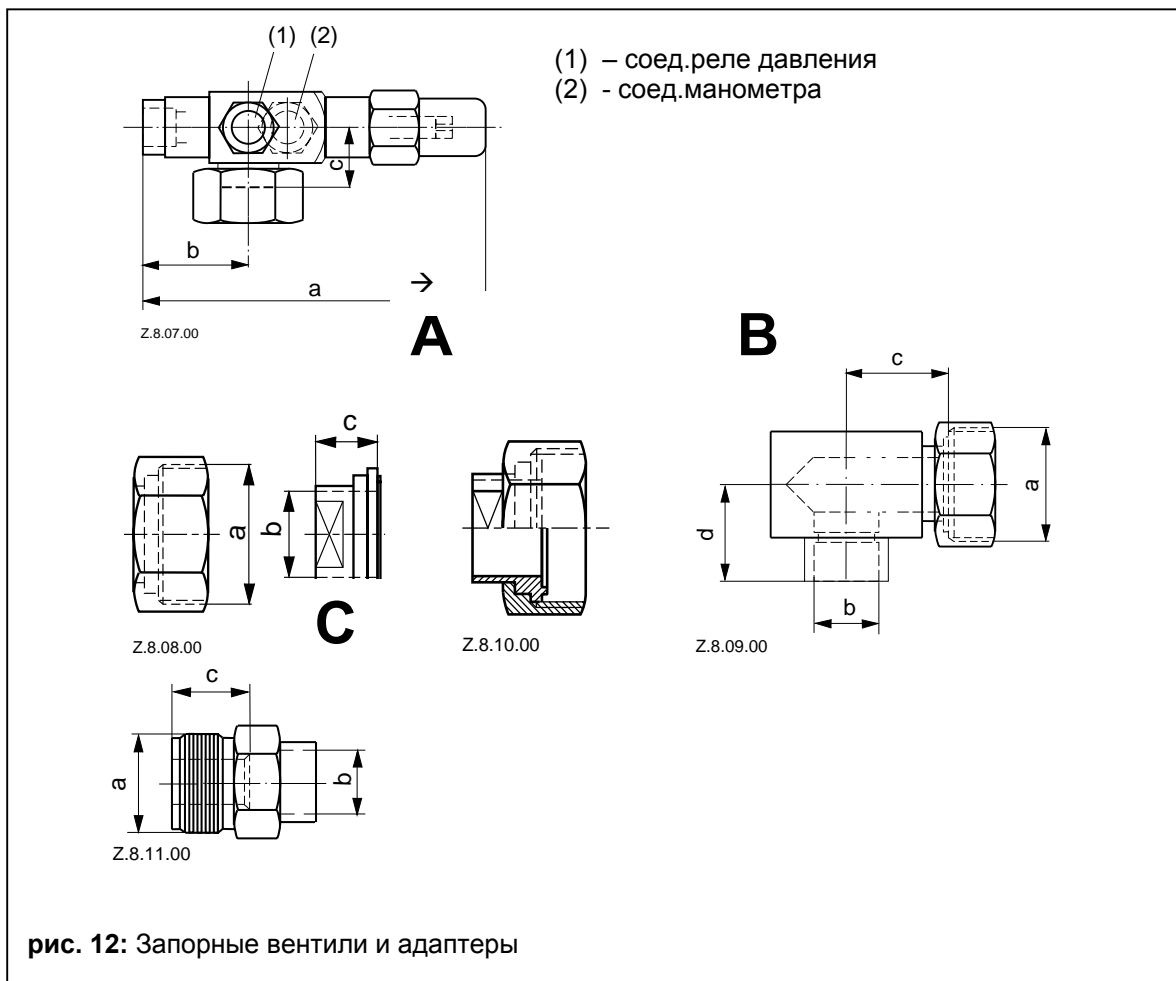 (1) (2)
(1) – соед.реле давления
(2) - соед.манометра
c
b
a →
Z.8.07.00
A
B
c
a
d
b
Z.8.09.00
a
Z.8.08.00
c
b
C
Z.8.10.00
c
a
b
Z.8.11.00
рис. 12: Запорные вентили и адаптеры